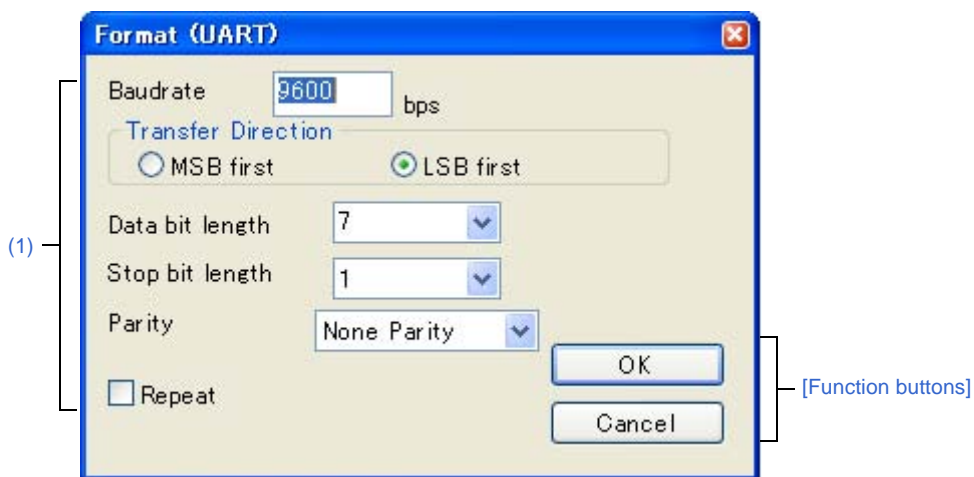 Format (UART)
Baudrate 9600 bps
Transfer Direction
MSB first LSB first
Data bit length 7
(1)
Stop bit length 1
Parity None Parity
OK
[Function buttons]
Repeat
Cancel